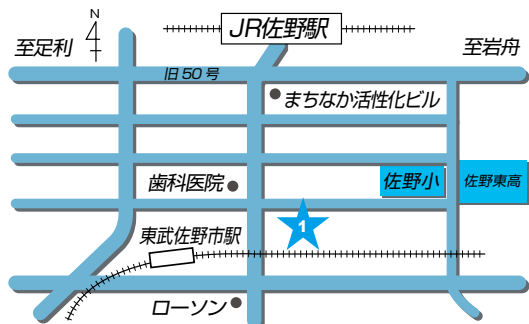 N
JR佐野駅
至足利
至岩舟
旧50号
まちなか活性化ビル
歯科医院
佐野小
佐野東高
1
東武佐野市駅
ローソン